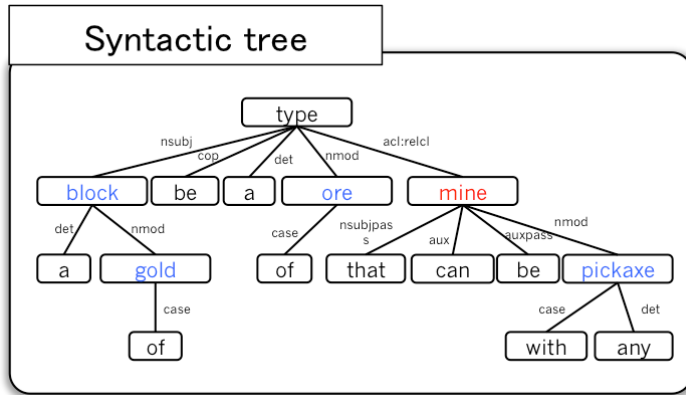 Syntactic tree
type
nsubj cop det nmod acl:relcl
block be a ore mine
det nmod case nsubjpas
s aux auxpass nmod
a gold of that can be pickaxe
case case det
of with any